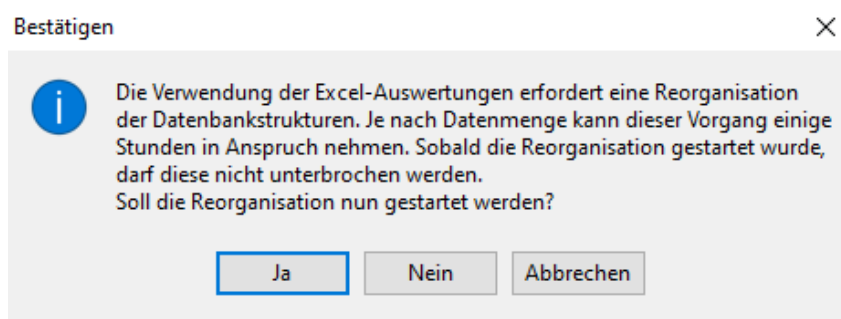 Bestätigen
Die Verwendung der Excel-Auswertungen erfordert eine Reorganisation
der Datenbankstrukturen. Je nach Datenmenge kann dieser Vorgang einige
Stunden in Anspruch nehmen. Sobald die Reorganisation gestartet wurde,
darf diese nicht unterbrochen werden.
Soll die Reorganisation nun gestartet werden?
Ja Nein Abbrechen